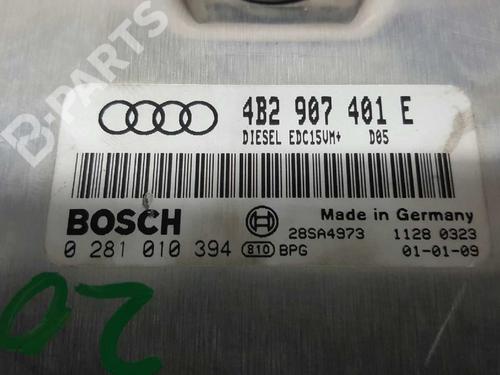 B-PARTS
4B2 907 401 E
DIESEL EDC15VM+ D05
BOSCH
Made in Germany
28SA4973 1128 0323
0 281 010 394 810 BPG 01-01-09
20